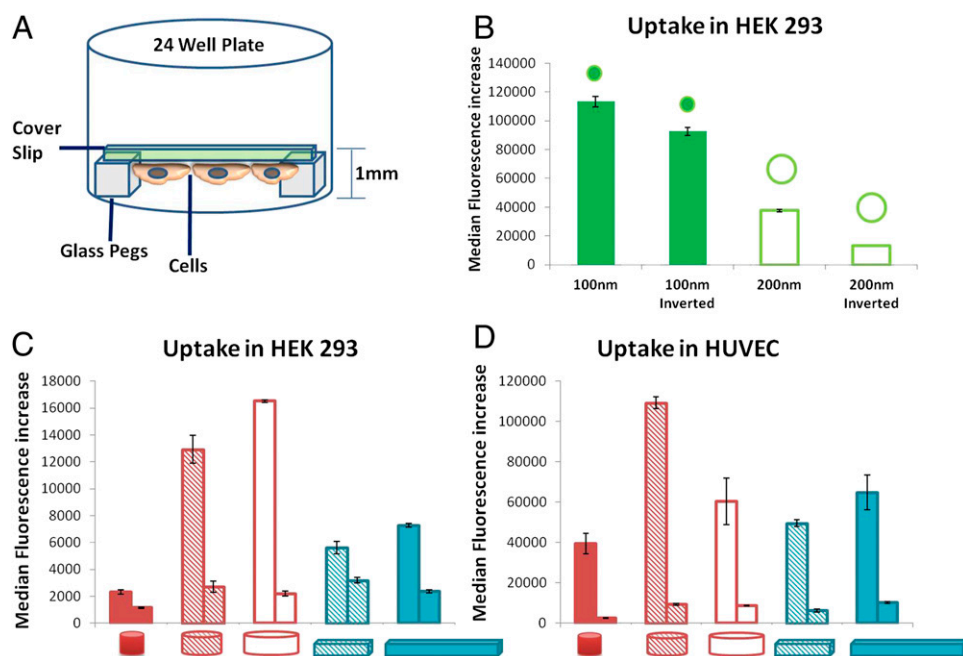 A
24 Well Plate
Cover
Slip
1mm
Glass Pegs
Cells
B
Uptake in HEK 293
Median Fluorescence increase
140000
120000
100000
80000
60000
40000
20000
0
100nm
100nm
Inverted
200nm
200nm
Inverted
C
Uptake in HEK 293
Median Fluorescence increase
18000
16000
14000
12000
10000
8000
6000
4000
2000
0
D
Uptake in HUVEC
Median Fluorescence increase
120000
100000
80000
60000
40000
20000
0